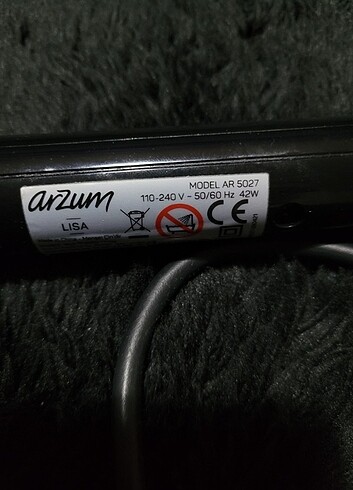 arzum
MODEL AR 5027
110-240 V ~ 50/60 Hz 42W
LISA
CE